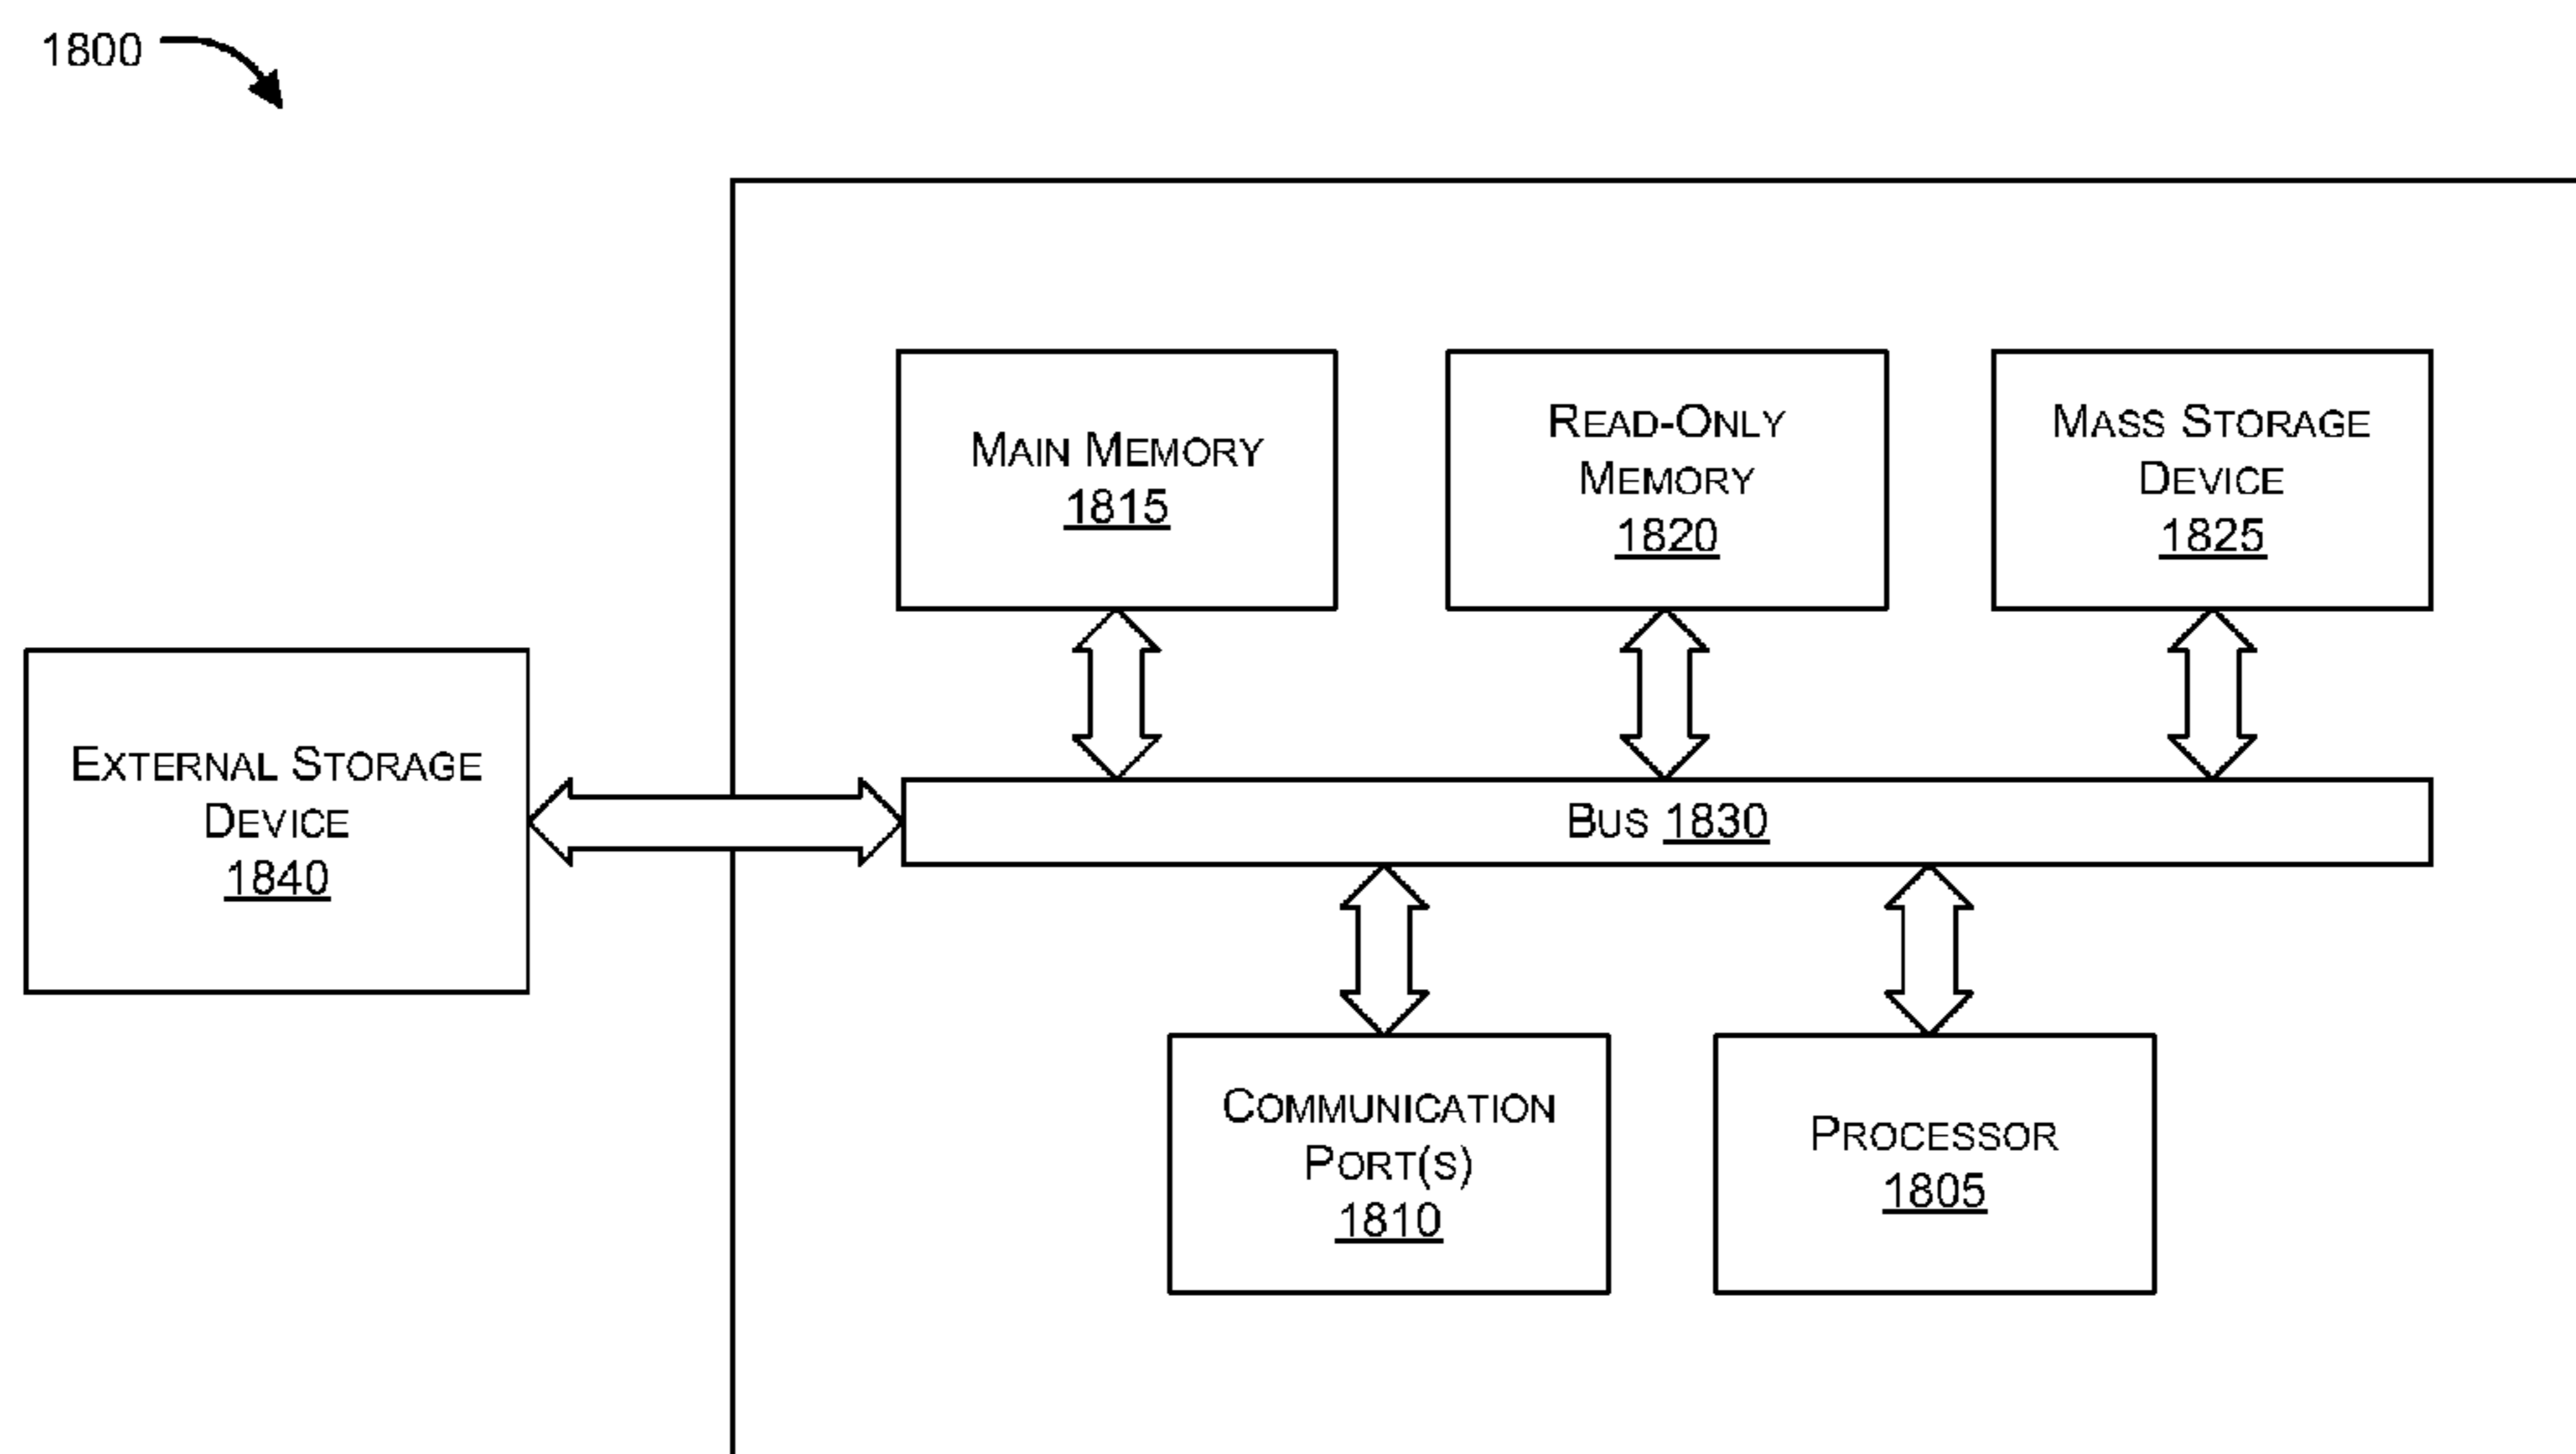 1800
MAIN MEMORY
1815
READ-ONLY
MEMORY
1820
MASS STORAGE
DEVICE
1825
EXTERNAL STORAGE
DEVICE
1840
BUS 1830
COMMUNICATION
PORT(S)
1810
PROCESSOR
1805